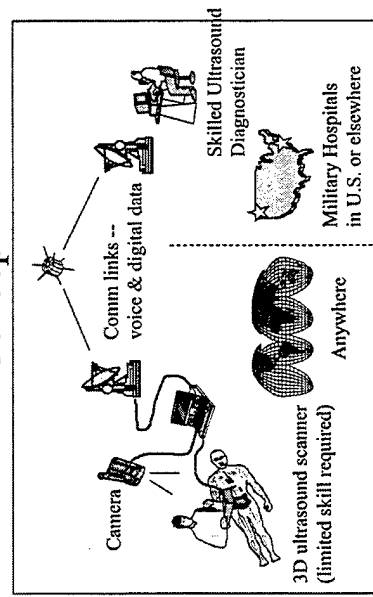 Camera
Comm links --
voice & digital data
Skilled Ultrasound
Diagnostician
3D ultrasound scanner
(limited skill required)
Anywhere
Military Hospitals
in U.S. or elsewhere